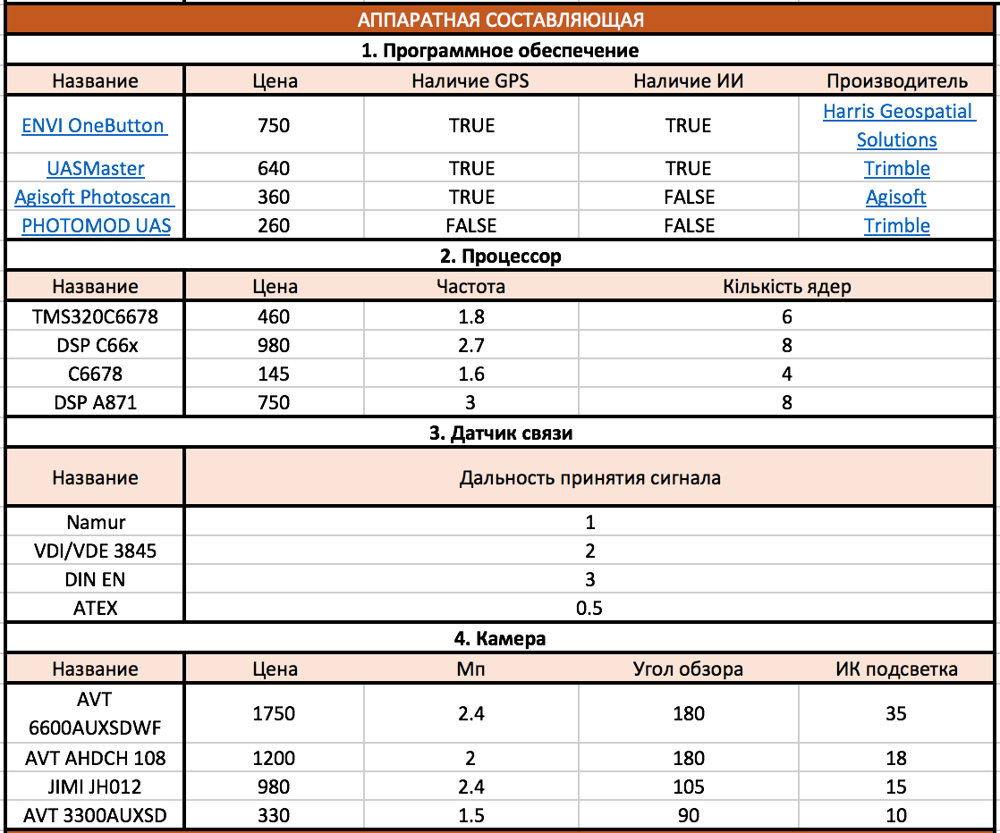 АППАРАТНАЯ СОСТАВЛЯЮЩАЯ
1. Программное обеспечение
Название Цена Наличие GPS Наличие ИИ Производитель
ENVI OneButton 750 TRUE TRUE Harris Geospatial
Solutions
UASMaster 640 TRUE TRUE Trimble
Agisoft Photoscan 360 TRUE FALSE Agisoft
PHOTOMOD UAS 260 FALSE FALSE Trimble
2. Процессор
Название Цена Частота Кількість ядер
TMS320C6678 460 1.8 6
DSP C66x 980 2.7 8
C6678 145 1.6 4
DSP A871 750 3 8
3. Датчик связи
Название Дальность принятия сигнала
Namur 1
VDI/VDE 3845 2
DIN EN 3
ATEX 0.5
4. Камера
Название Цена Мп Угол обзора ИК подсветка
AVT
6600AUXSDWF 1750 2.4 180 35
AVT AHDCH 108 1200 2 180 18
JIMI JH012 980 2.4 105 15
AVT 3300AUXSD 330 1.5 90 10